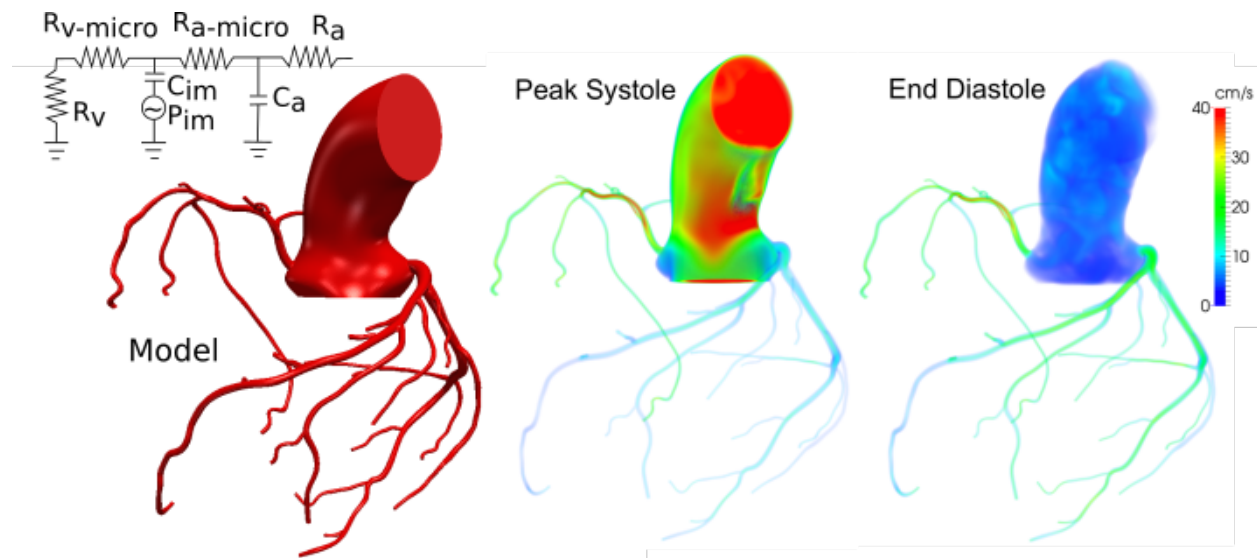 Rv-micro Ra-micro Ra
Cim
Rv Pim Ca
Peak Systole
End Diastole
cm/s
40
30
20
10
0
Model